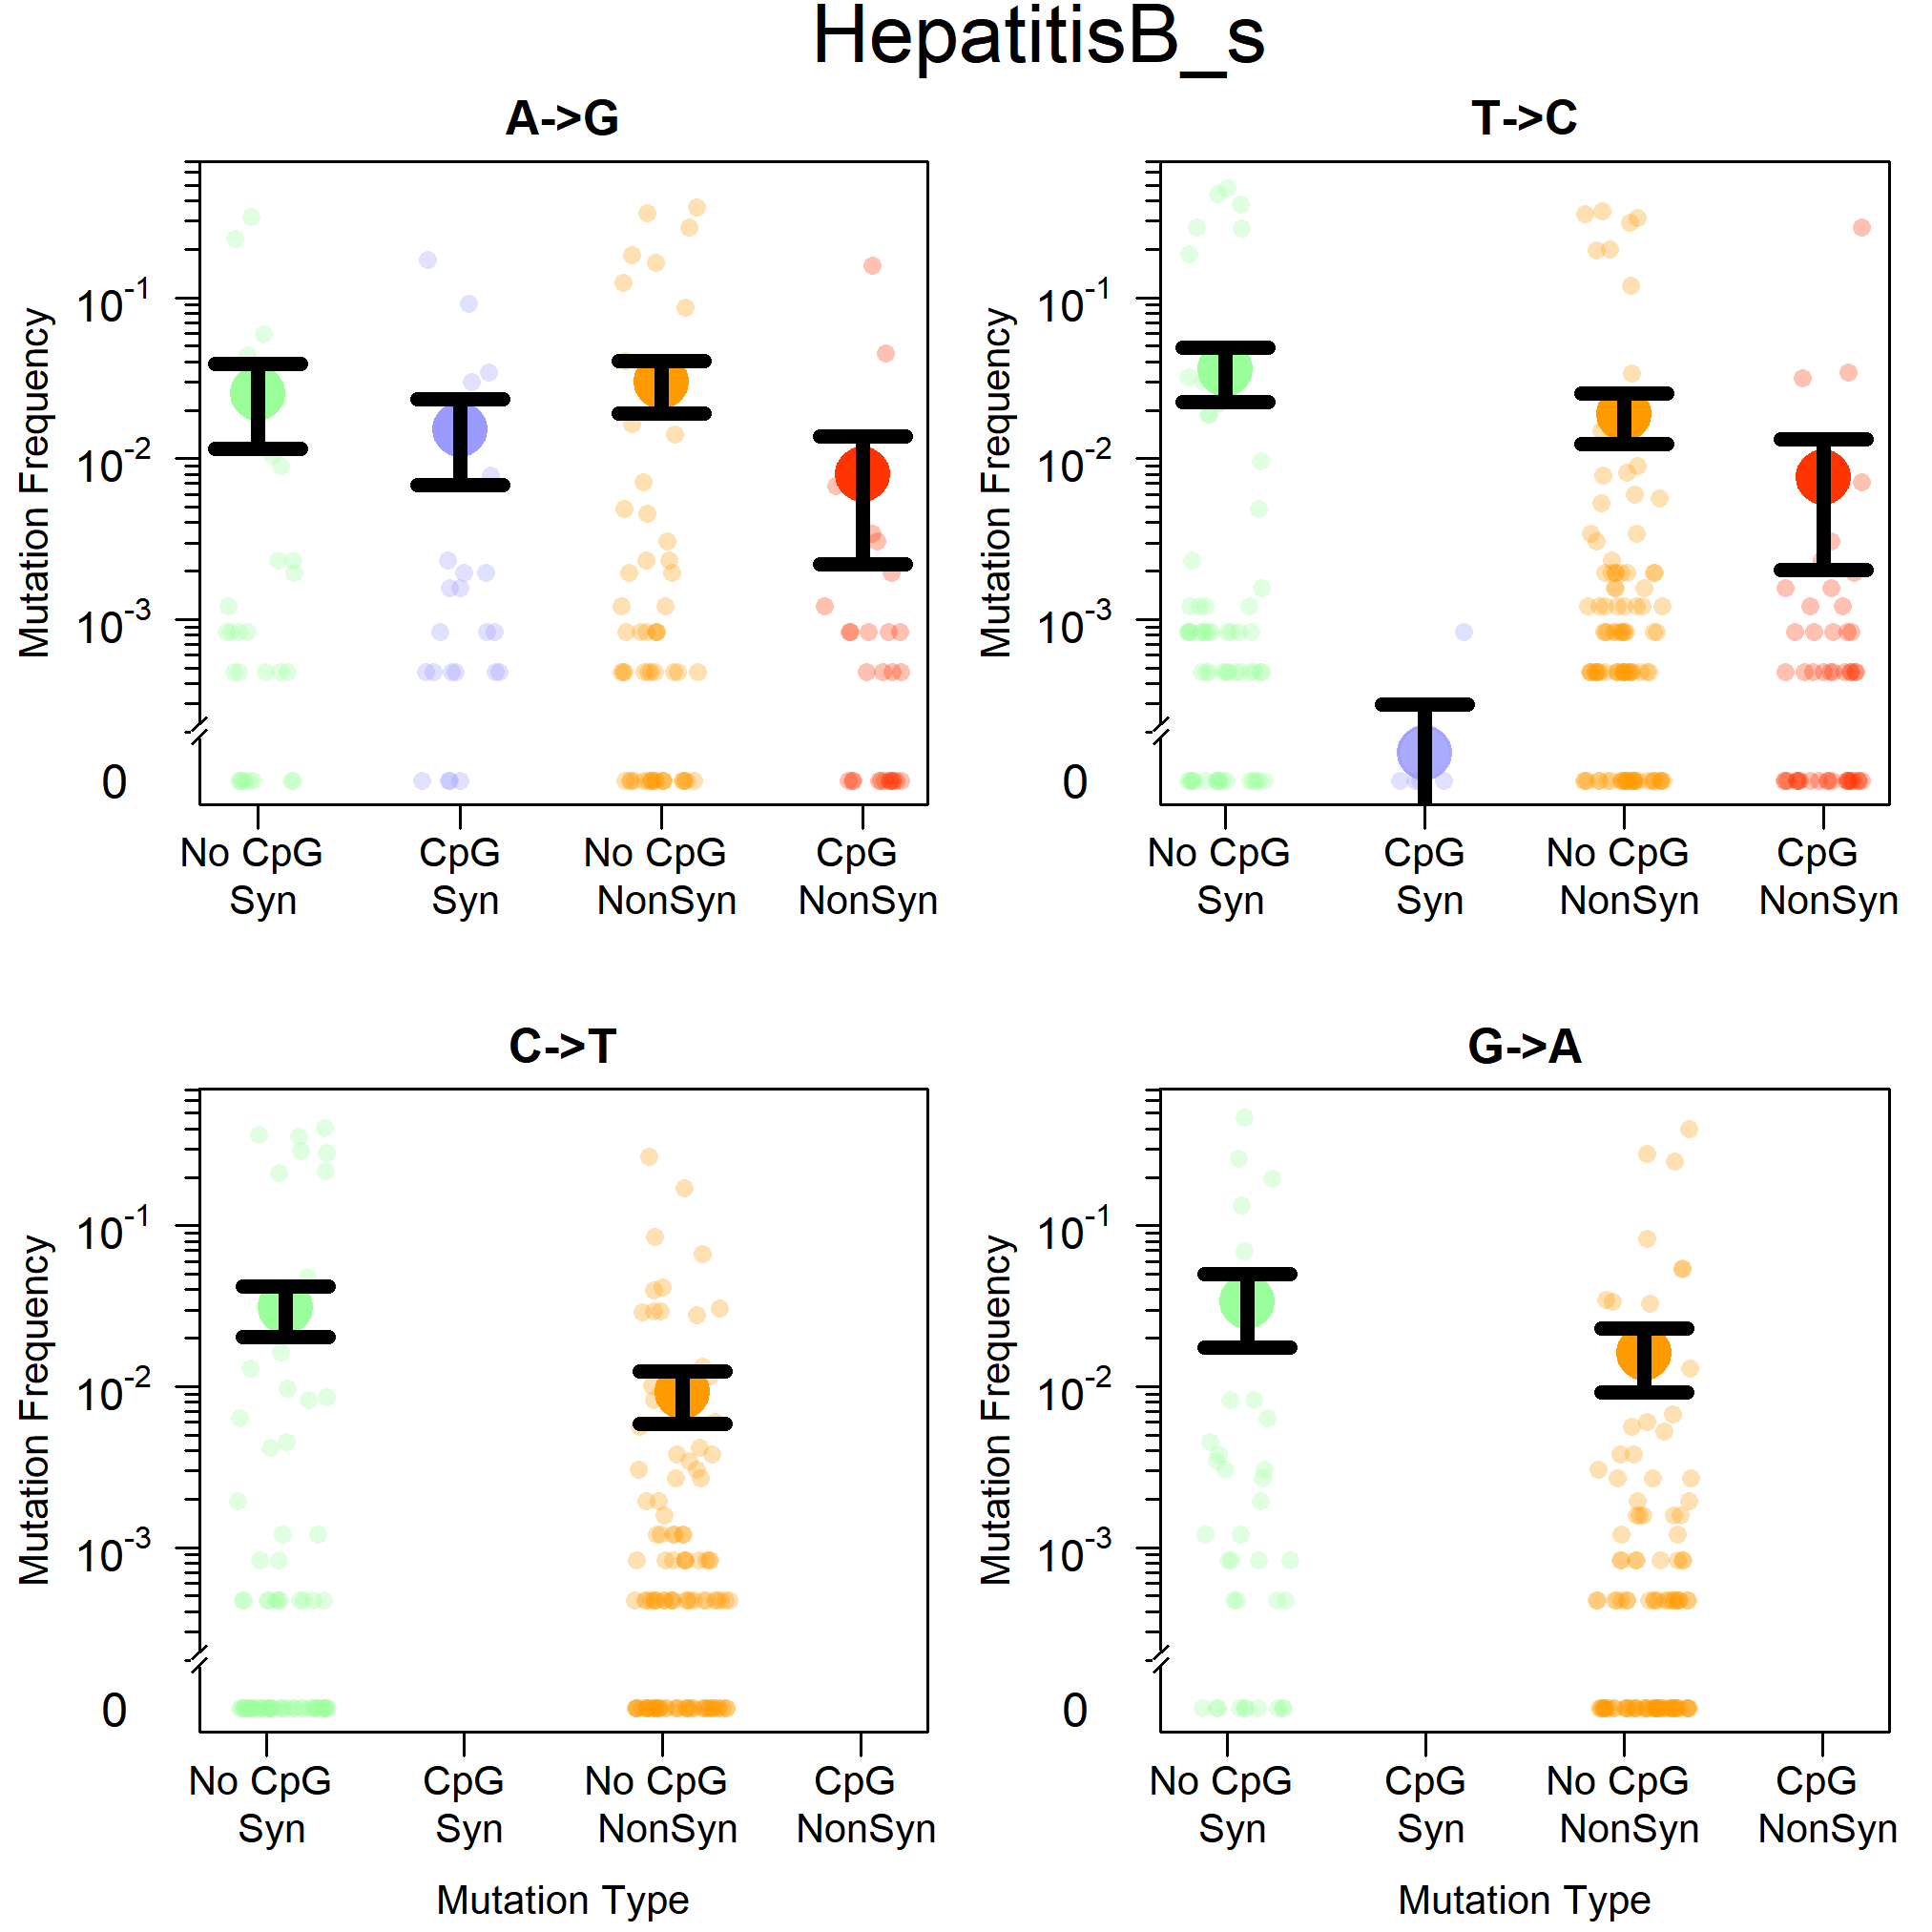 HepatitisB_s
A->G
Mutation Frequency
10^-1
10^-2
10^-3
0
No CpG CpG No CpG CpG
Syn Syn NonSyn NonSyn
T->C
Mutation Frequency
10^-1
10^-2
10^-3
0
No CpG CpG No CpG CpG
Syn Syn NonSyn NonSyn
C->T
Mutation Frequency
10^-1
10^-2
10^-3
0
No CpG CpG No CpG CpG
Syn Syn NonSyn NonSyn
Mutation Type
G->A
Mutation Frequency
10^-1
10^-2
10^-3
0
No CpG CpG No CpG CpG
Syn Syn NonSyn NonSyn
Mutation Type